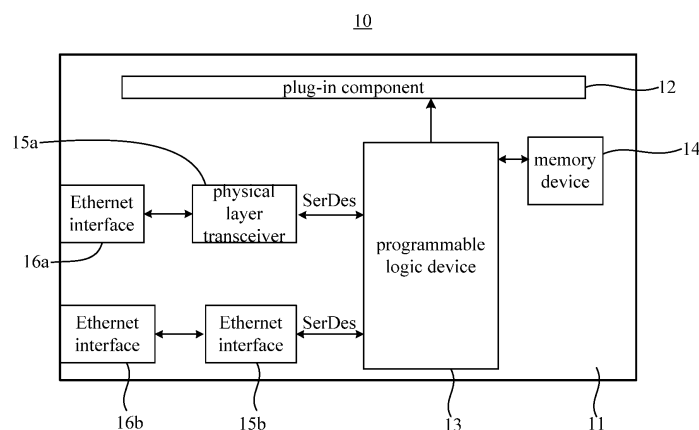 10
plug-in component
12
15a
memory
device
14
Ethernet
interface
physical
layer
transceiver
SerDes
programmable
logic device
16a
Ethernet
interface
Ethernet
interface
SerDes
16b
15b
13
11